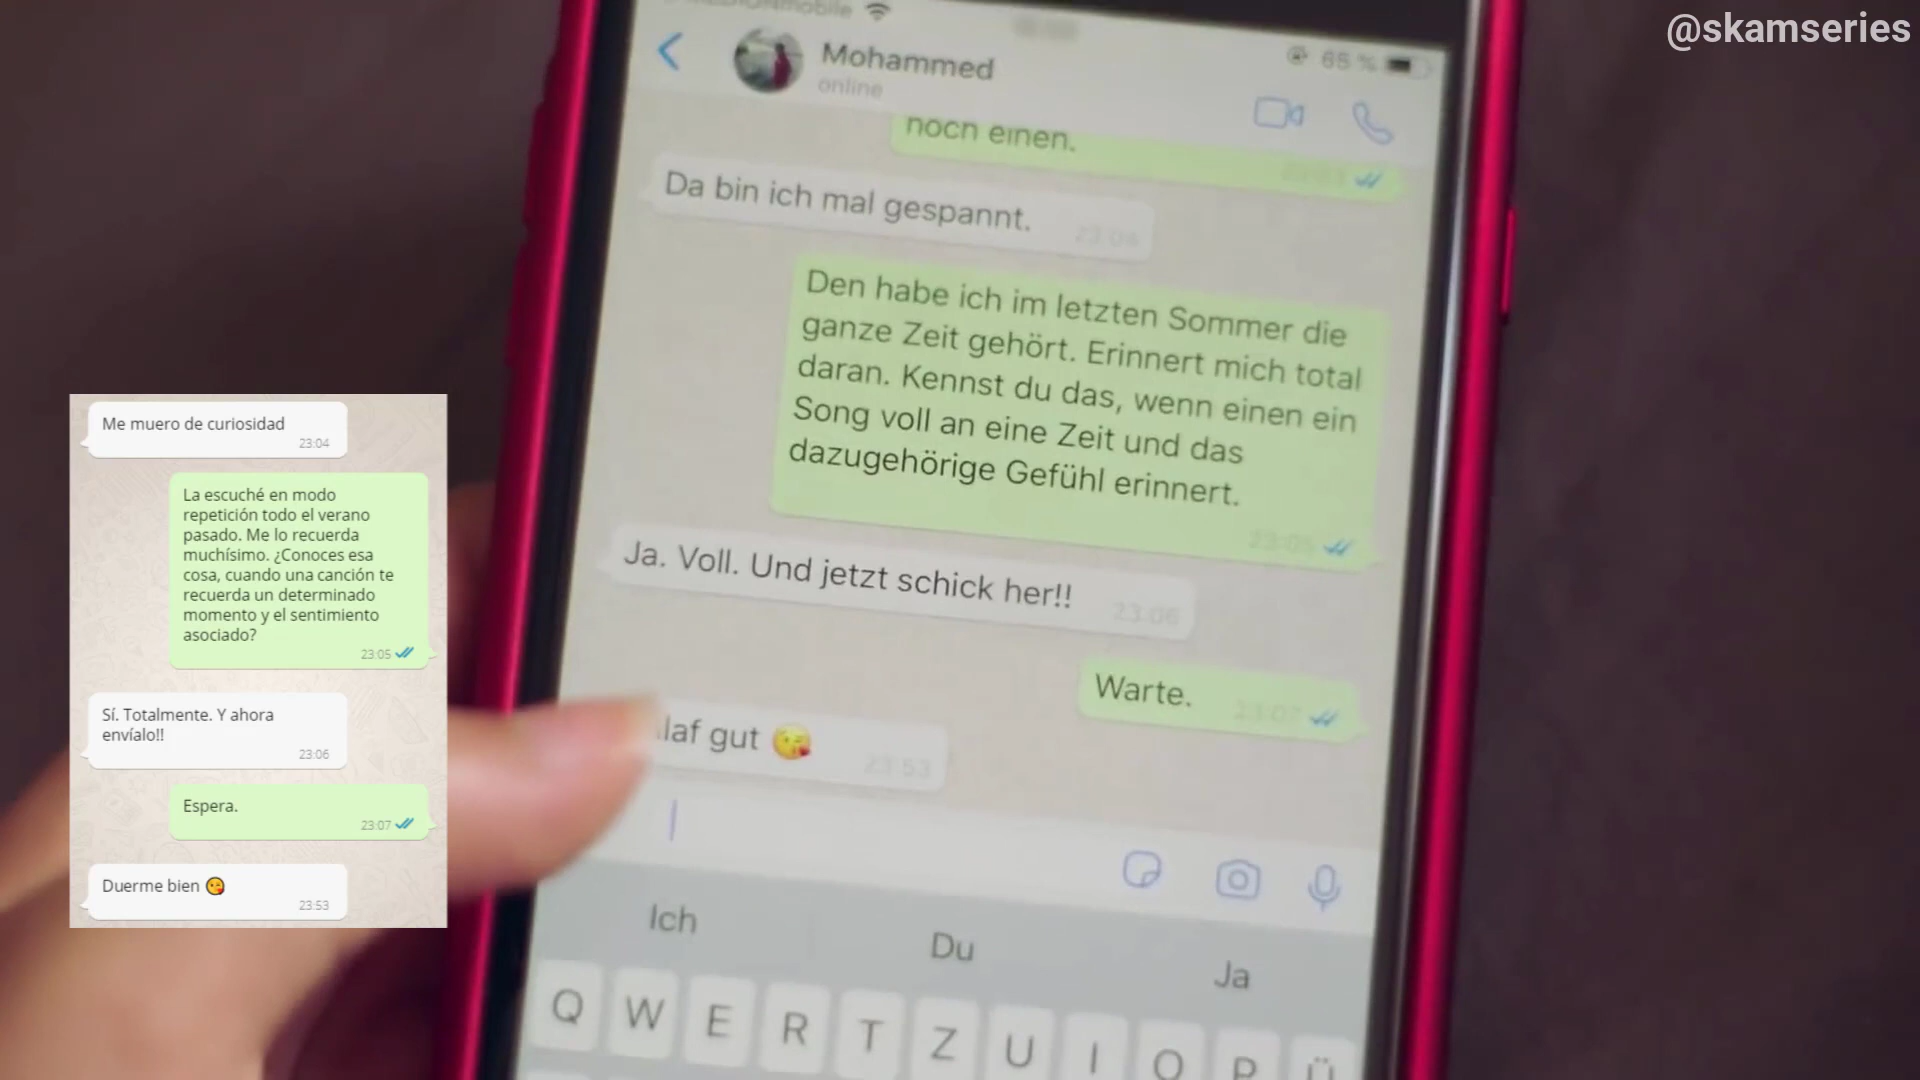 @skamseries
mobile
65 %
Mohammed
online
noch einen.
Da bin ich mal gespannt.
23:04
Den habe ich im letzten Sommer die
ganze Zeit gehört. Erinnert mich total
daran. Kennst du das, wenn einen ein
Song voll an eine Zeit und das
dazugehörige Gefühl erinnert.
23:05
Ja. Voll. Und jetzt schick her!!
23:06
Warte.
23:07
laf gut 😘
23:53
Ich
Du
Ja
Q W E R T Z U I O P Ü
Me muero de curiosidad
23:04
La escuché en modo
repetición todo el verano
pasado. Me lo recuerda
muchísimo. ¿Conoces esa
cosa, cuando una canción te
recuerda un determinado
momento y el sentimiento
asociado?
23:05
Sí. Totalmente. Y ahora
envíalo!!
23:06
Espera.
23:07
Duerme bien 😘
23:53